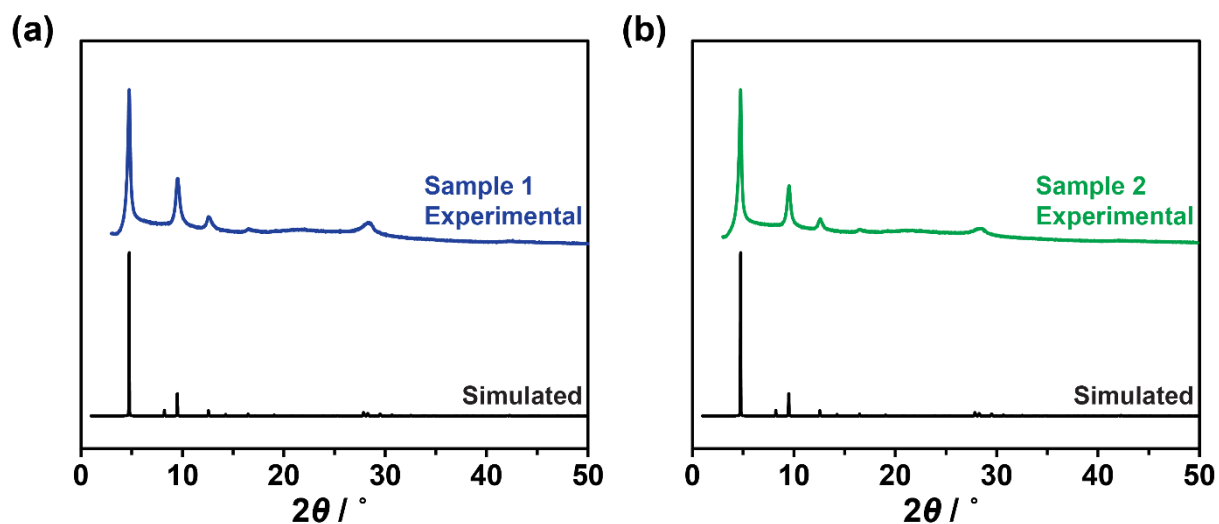 (a)
Sample 1
Experimental
Simulated
0 10 20 30 40 50
2θ / °
(b)
Sample 2
Experimental
Simulated
0 10 20 30 40 50
2θ / °